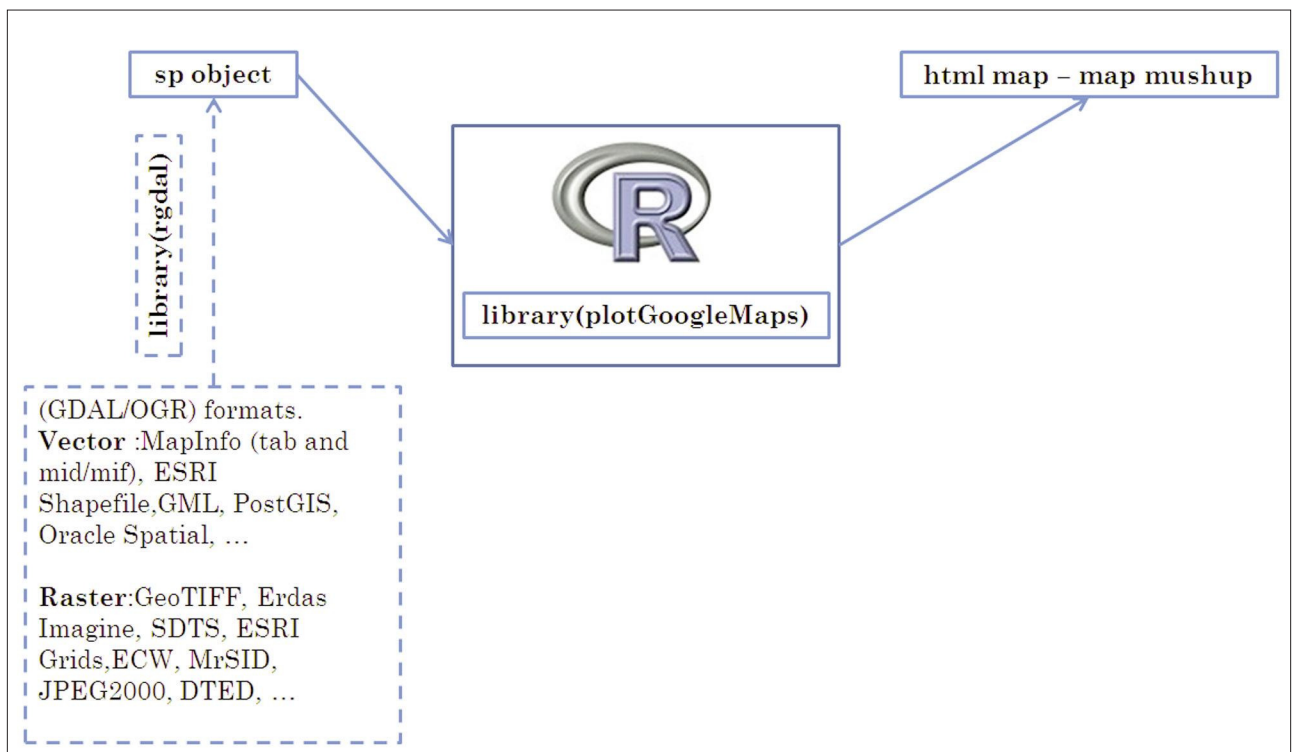 sp object
html map – map mushup
library(rgdal)
R
library(plotGoogleMaps)
(GDAL/OGR) formats.
Vector :MapInfo (tab and
mid/mif), ESRI
Shapefile,GML, PostGIS,
Oracle Spatial, …
Raster:GeoTIFF, Erdas
Imagine, SDTS, ESRI
Grids,ECW, MrSID,
JPEG2000, DTED, …